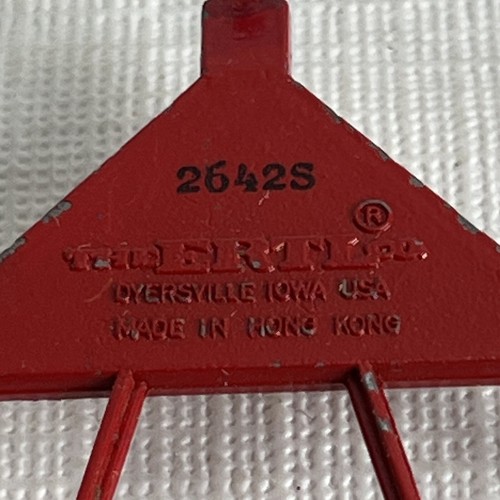 2642S
®
THE ERTL CO.
DYERSVILLE IOWA USA
MADE IN HONG KONG